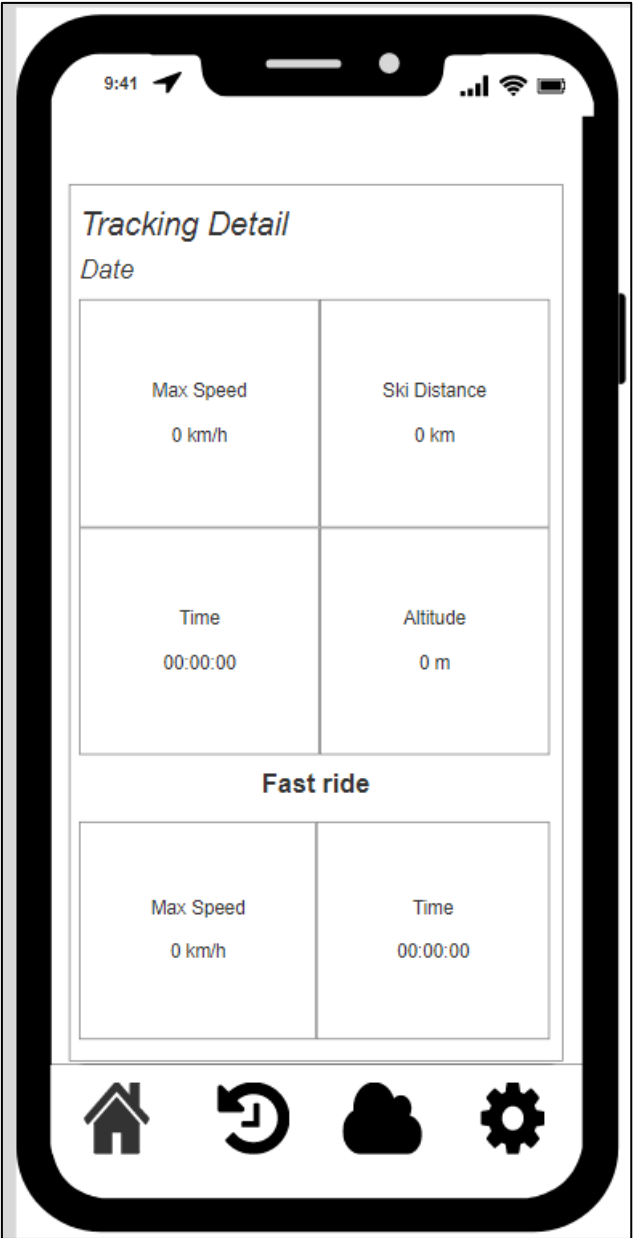 9:41
Tracking Detail
Date
Max Speed Ski Distance
0 km/h 0 km
Time Altitude
00:00:00 0 m
Fast ride
Max Speed Time
0 km/h 00:00:00